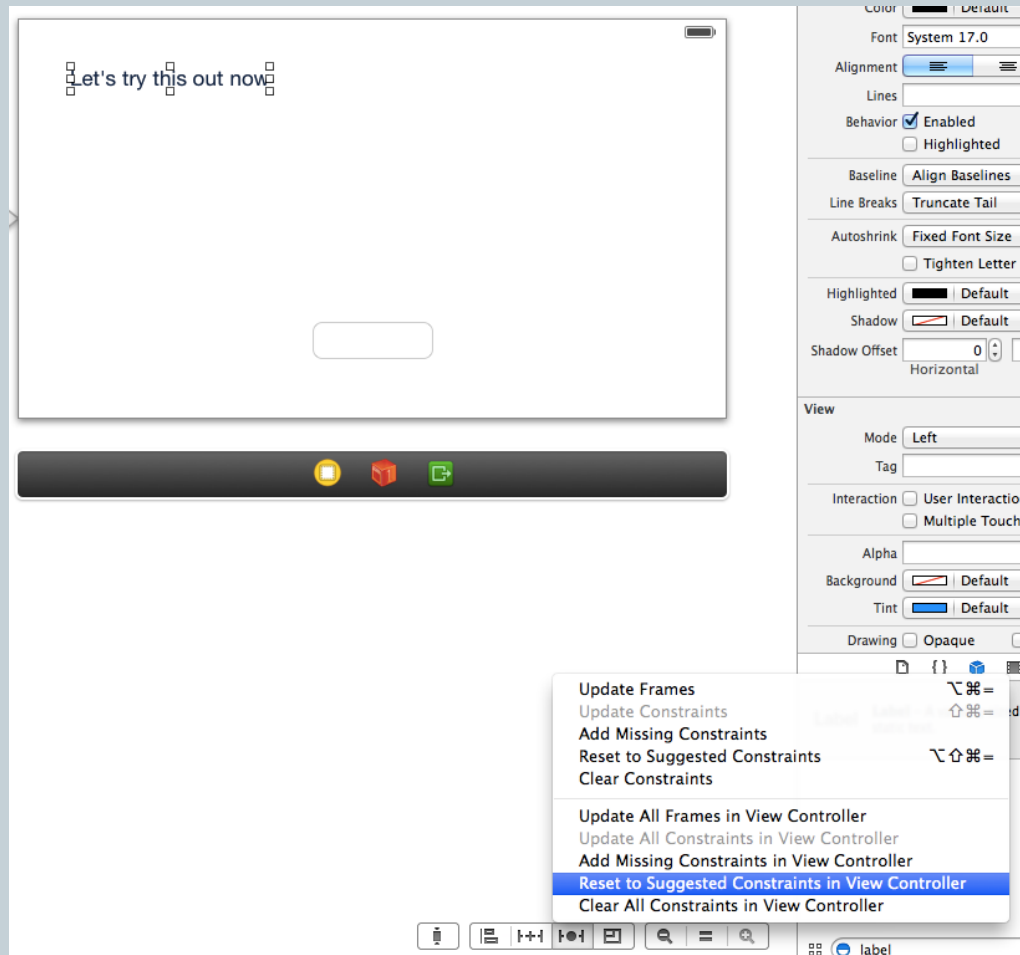 Let's try this out now
Color Default
Font System 17.0
Alignment
Lines
Behavior Enabled
Highlighted
Baseline Align Baselines
Line Breaks Truncate Tail
Autoshrink Fixed Font Size
Tighten Letter
Highlighted Default
Shadow Default
Shadow Offset 0
Horizontal
View
Mode Left
Tag
Interaction User Interactio
Multiple Touch
Alpha
Background Default
Tint Default
Drawing Opaque
{ }
Update Frames ⌥⌘=
Update Constraints ⇧⌘=
Add Missing Constraints
Reset to Suggested Constraints ⌥⇧⌘=
Clear Constraints
Update All Frames in View Controller
Update All Constraints in View Controller
Add Missing Constraints in View Controller
Reset to Suggested Constraints in View Controller
Clear All Constraints in View Controller
label